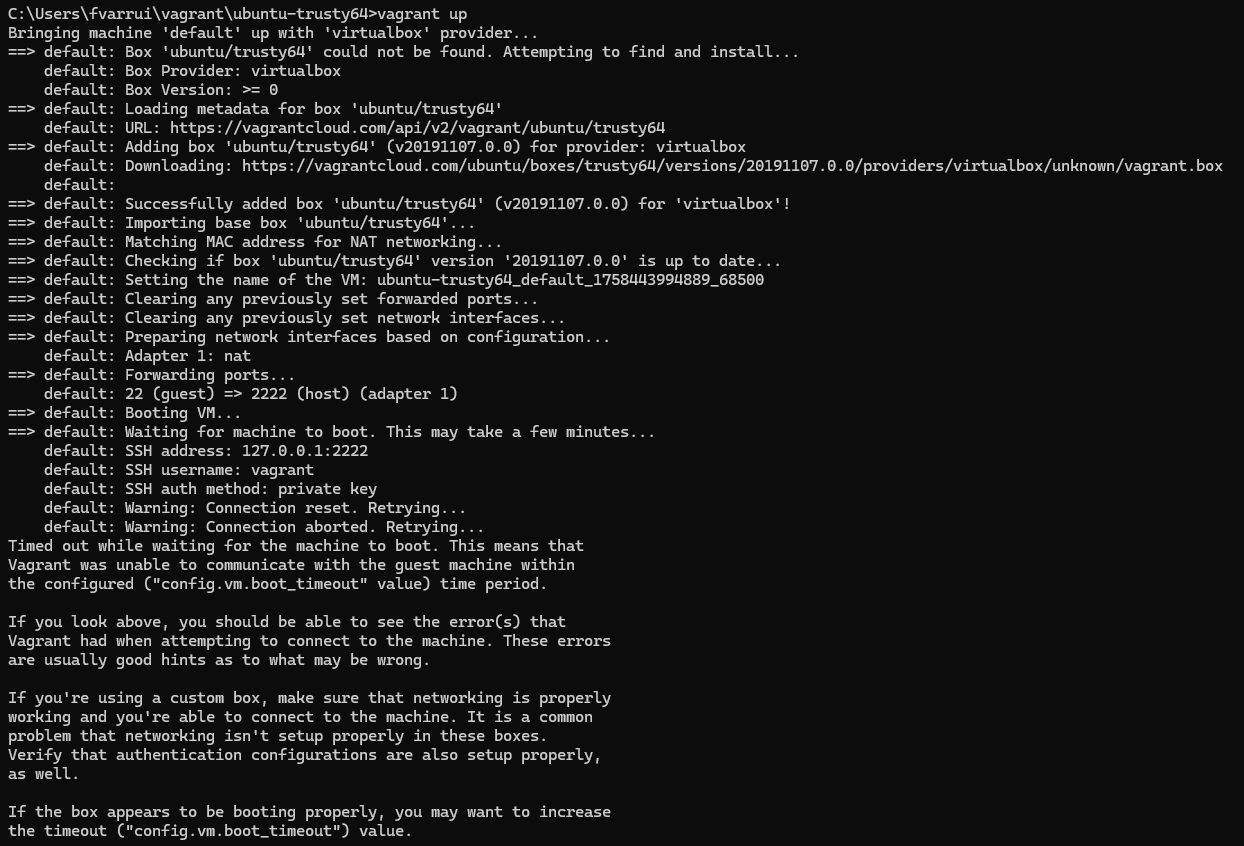 C:\Users\fvarrui\vagrant\ubuntu-trusty64>vagrant up
Bringing machine 'default' up with 'virtualbox' provider...
==> default: Box 'ubuntu/trusty64' could not be found. Attempting to find and install...
    default: Box Provider: virtualbox
    default: Box Version: >= 0
==> default: Loading metadata for box 'ubuntu/trusty64'
    default: URL: https://vagrantcloud.com/api/v2/vagrant/ubuntu/trusty64
==> default: Adding box 'ubuntu/trusty64' (v20191107.0.0) for provider: virtualbox
    default: Downloading: https://vagrantcloud.com/ubuntu/boxes/trusty64/versions/20191107.0.0/providers/virtualbox/unknown/vagrant.box
    default:
==> default: Successfully added box 'ubuntu/trusty64' (v20191107.0.0) for 'virtualbox'!
==> default: Importing base box 'ubuntu/trusty64'...
==> default: Matching MAC address for NAT networking...
==> default: Checking if box 'ubuntu/trusty64' version '20191107.0.0' is up to date...
==> default: Setting the name of the VM: ubuntu-trusty64_default_1758443994889_68500
==> default: Clearing any previously set forwarded ports...
==> default: Clearing any previously set network interfaces...
==> default: Preparing network interfaces based on configuration...
    default: Adapter 1: nat
==> default: Forwarding ports...
    default: 22 (guest) => 2222 (host) (adapter 1)
==> default: Booting VM...
==> default: Waiting for machine to boot. This may take a few minutes...
    default: SSH address: 127.0.0.1:2222
    default: SSH username: vagrant
    default: SSH auth method: private key
    default: Warning: Connection reset. Retrying...
    default: Warning: Connection aborted. Retrying...
Timed out while waiting for the machine to boot. This means that
Vagrant was unable to communicate with the guest machine within
the configured ("config.vm.boot_timeout" value) time period.

If you look above, you should be able to see the error(s) that
Vagrant had when attempting to connect to the machine. These errors
are usually good hints as to what may be wrong.

If you're using a custom box, make sure that networking is properly
working and you're able to connect to the machine. It is a common
problem that networking isn't setup properly in these boxes.
Verify that authentication configurations are also setup properly,
as well.

If the box appears to be booting properly, you may want to increase
the timeout ("config.vm.boot_timeout") value.